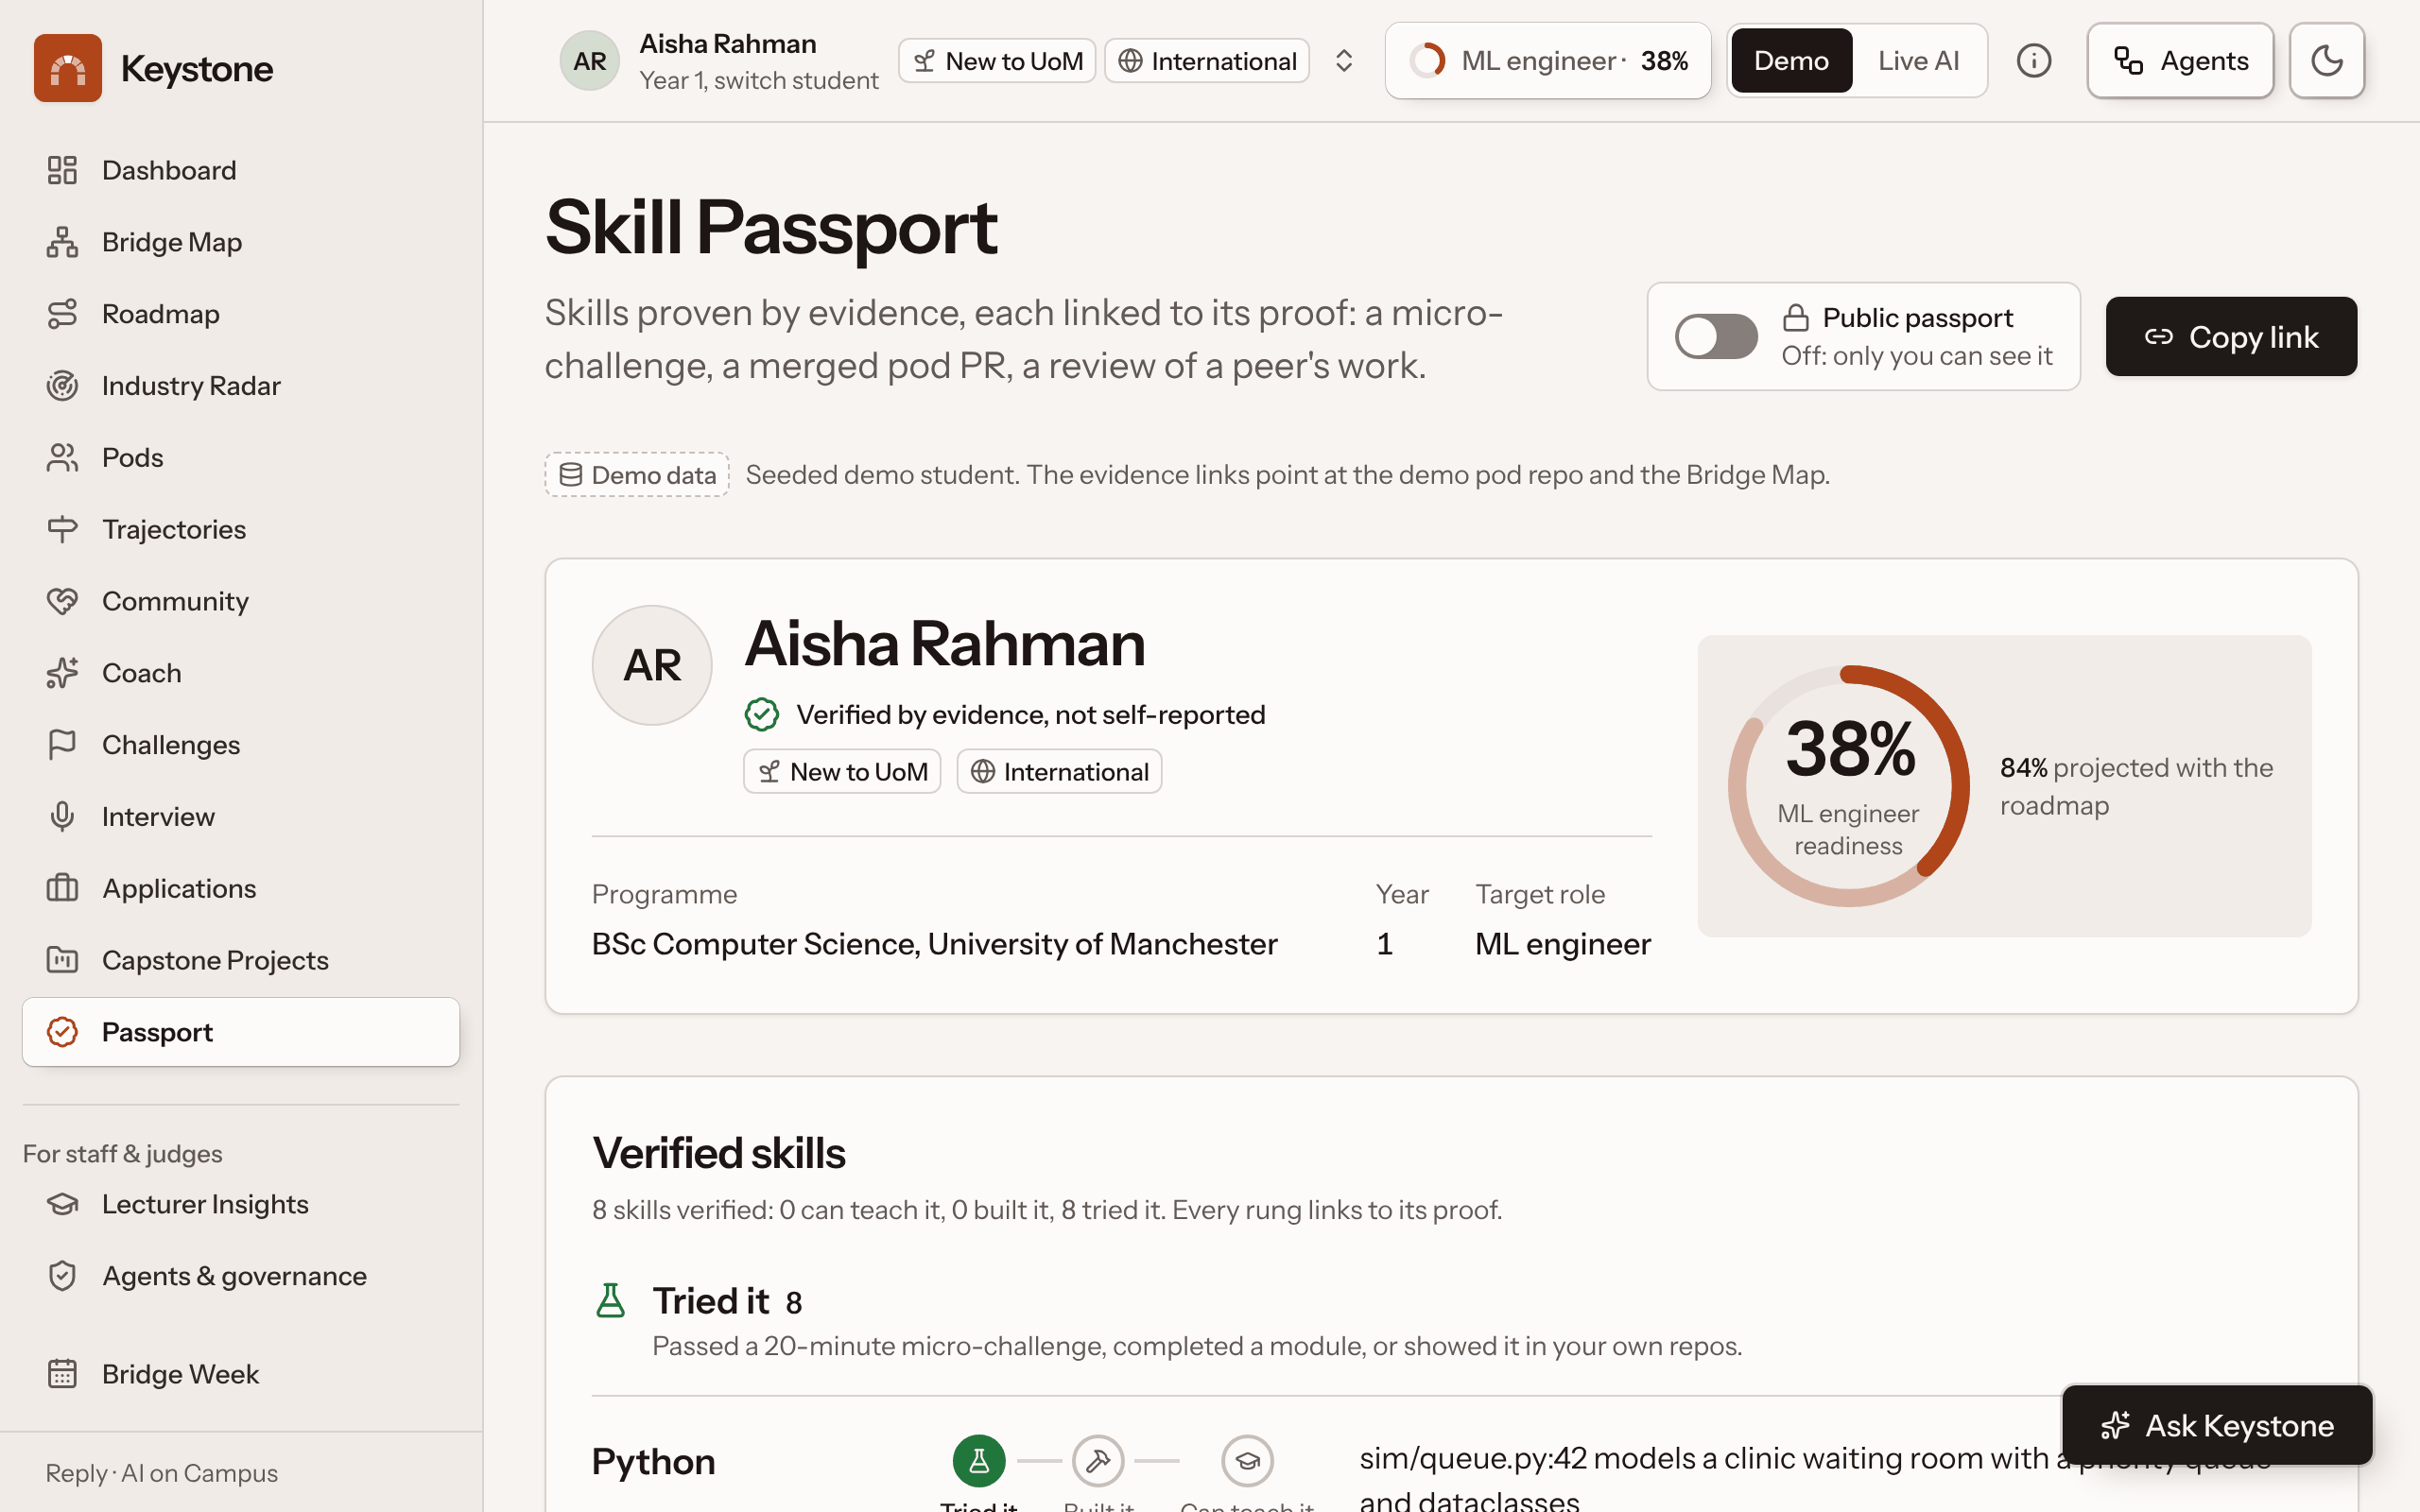 Keystone
Dashboard
Bridge Map
Roadmap
Industry Radar
Pods
Trajectories
Community
Coach
Challenges
Interview
Applications
Capstone Projects
Passport
For staff & judges
Lecturer Insights
Agents & governance
Bridge Week
Reply · AI on Campus
AR
Aisha Rahman
Year 1, switch student
New to UoM
International
ML engineer · 38%
Demo
Live AI
Agents
Skill Passport
Skills proven by evidence, each linked to its proof: a micro-
challenge, a merged pod PR, a review of a peer's work.
Public passport
Off: only you can see it
Copy link
Demo data
Seeded demo student. The evidence links point at the demo pod repo and the Bridge Map.
AR
Aisha Rahman
Verified by evidence, not self-reported
New to UoM
International
Programme
BSc Computer Science, University of Manchester
Year
1
Target role
ML engineer
38%
ML engineer
readiness
84% projected with the
roadmap
Verified skills
8 skills verified: 0 can teach it, 0 built it, 8 tried it. Every rung links to its proof.
Tried it 8
Passed a 20-minute micro-challenge, completed a module, or showed it in your own repos.
Python
Tried it
Built it
Can teach it
sim/queue.py:42 models a clinic waiting room with a priority queue
and dataclasses
Ask Keystone